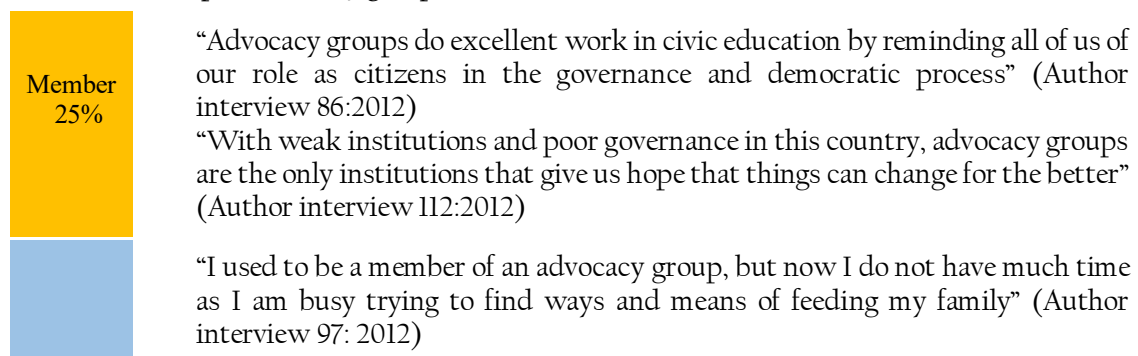 Member
25%
“Advocacy groups do excellent work in civic education by reminding all of us of
our role as citizens in the governance and democratic process” (Author
interview 86:2012)
“With weak institutions and poor governance in this country, advocacy groups
are the only institutions that give us hope that things can change for the better”
(Author interview 112:2012)
“I used to be a member of an advocacy group, but now I do not have much time
as I am busy trying to find ways and means of feeding my family” (Author
interview 97: 2012)